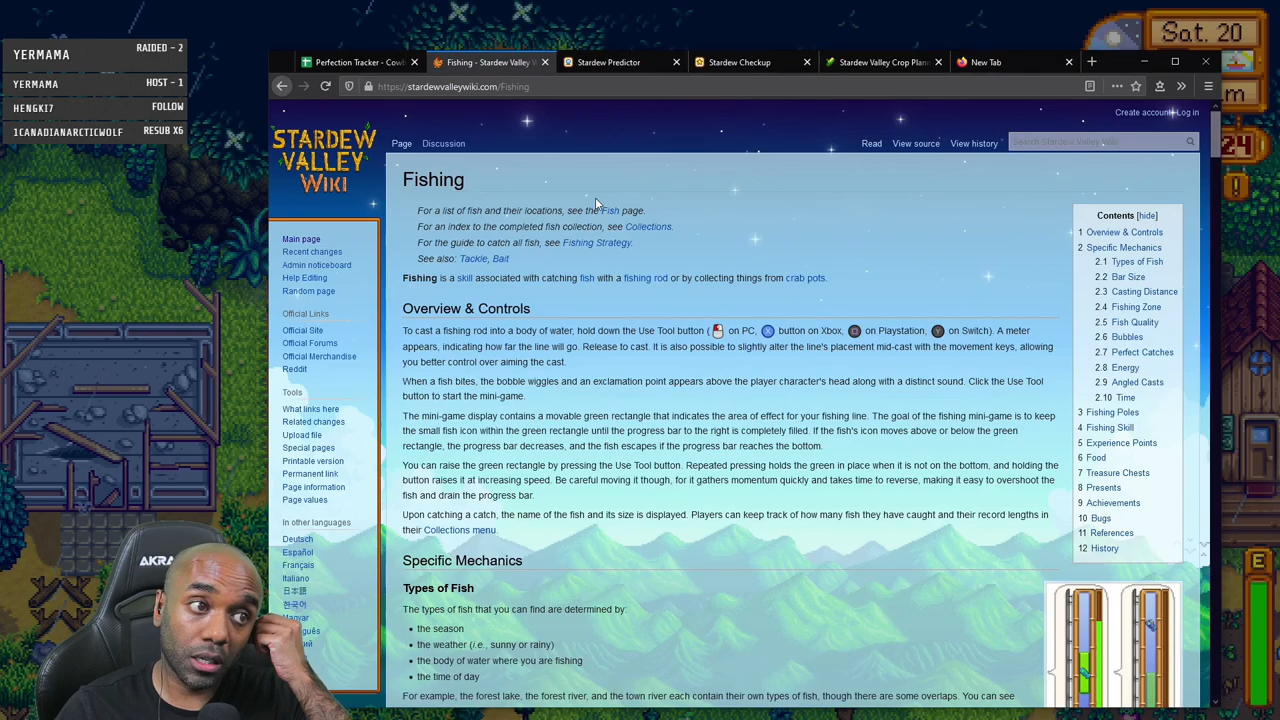 YERMAMA
RAIDED - 2
YERMAMA
HOST - 1
HENGKI7
FOLLOW
1CANADIANARCTICWOLF
RESUB X6
Sat. 20
24
Perfection Tracker - Cowb
Fishing - Stardew Valley W
Stardew Predictor
Stardew Checkup
Stardew Valley Crop Plann
New Tab
https://stardewvalleywiki.com/Fishing
Create account
Log in
STARDEW
VALLEY
WIKI
Page
Discussion
Read
View source
View history
Search Stardew Valley Wiki
Main page
Recent changes
Admin noticeboard
Help Editing
Random page
Official Links
Official Site
Official Forums
Official Merchandise
Reddit
Tools
What links here
Related changes
Upload file
Special pages
Printable version
Permanent link
Page information
Page values
In other languages
Deutsch
Español
Français
Italiano
日本語
한국어
Fishing
For a list of fish and their locations, see the Fish page.
For an index to the completed fish collection, see Collections.
For the guide to catch all fish, see Fishing Strategy.
See also: Tackle, Bait
Fishing is a skill associated with catching fish with a fishing rod or by collecting things from crab pots.
Overview & Controls
To cast a fishing rod into a body of water, hold down the Use Tool button ( on PC, X button on Xbox, on Playstation, Y on Switch). A meter
appears, indicating how far the line will go. Release to cast. It is also possible to slightly alter the line's placement mid-cast with the movement keys, allowing
you better control over aiming the cast.
When a fish bites, the bobble wiggles and an exclamation point appears above the player character's head along with a distinct sound. Click the Use Tool
button to start the mini-game.
The mini-game display contains a movable green rectangle that indicates the area of effect for your fishing line. The goal of the fishing mini-game is to keep
the small fish icon within the green rectangle until the progress bar to the right is completely filled. If the fish's icon moves above or below the green
rectangle, the progress bar decreases, and the fish escapes if the progress bar reaches the bottom.
You can raise the green rectangle by pressing the Use Tool button. Repeated pressing holds the green in place when it is not on the bottom, and holding the
button raises it at increasing speed. Be careful moving it though, for it gathers momentum quickly and takes time to reverse, making it easy to overshoot the
fish and drain the progress bar.
Upon catching a catch, the name of the fish and its size is displayed. Players can keep track of how many fish they have caught and their record lengths in
their Collections menu.
Specific Mechanics
Types of Fish
The types of fish that you can find are determined by:
the season
the weather (i.e., sunny or rainy)
the body of water where you are fishing
the time of day
For example, the forest lake, the forest river, and the town river each contain their own types of fish, though there are some overlaps. You can see
Contents [hide]
1 Overview & Controls
2 Specific Mechanics
2.1 Types of Fish
2.2 Bar Size
2.3 Casting Distance
2.4 Fishing Zone
2.5 Fish Quality
2.6 Bubbles
2.7 Perfect Catches
2.8 Energy
2.9 Angled Casts
2.10 Time
3 Fishing Poles
4 Fishing Skill
5 Experience Points
6 Food
7 Treasure Chests
8 Presents
9 Achievements
10 Bugs
11 References
12 History
AKRA
E